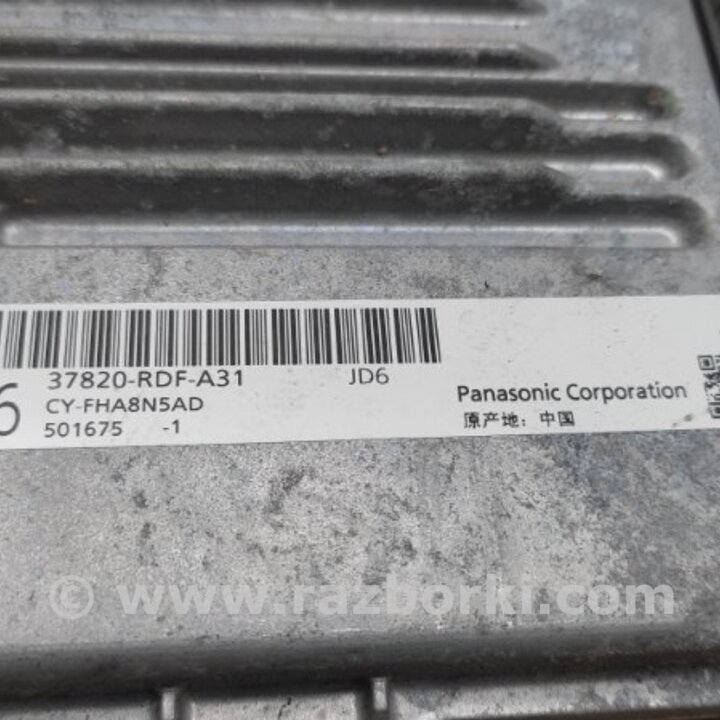 6
37820-RDF-A31 JD6
CY-FHA8N5AD
501675 -1
Panasonic Corporation
原产地：中国
© www.razborki.com